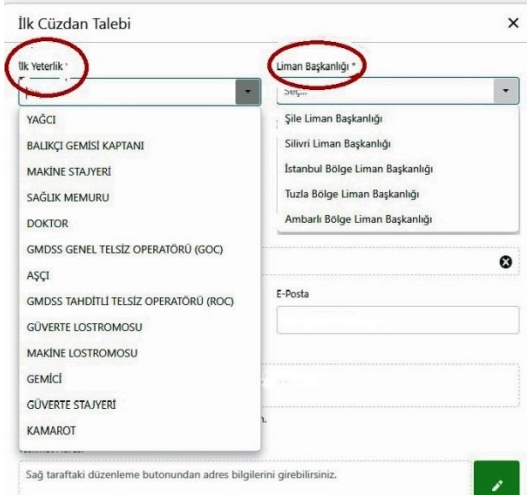 İlk Cüzdan Talebi
İlk Yeterlik *
Liman Başkanlığı *
Seç...
YAĞCI
BALIKÇI GEMİSİ KAPTANI
MAKİNE STAJYERİ
SAĞLIK MEMURU
DOKTOR
GMDSS GENEL TELSİZ OPERATÖRÜ (GOC)
AŞÇI
GMDSS TAHDİTLİ TELSİZ OPERATÖRÜ (ROC)
GÜVERTE LOSTROMOSU
MAKİNE LOSTROMOSU
GEMİCİ
GÜVERTE STAJYERİ
KAMAROT
Şile Liman Başkanlığı
Silivri Liman Başkanlığı
İstanbul Bölge Liman Başkanlığı
Tuzla Bölge Liman Başkanlığı
Ambarlı Bölge Liman Başkanlığı
E-Posta
Sağ taraftaki düzenleme butonundan adres bilgilerini girebilirsiniz.